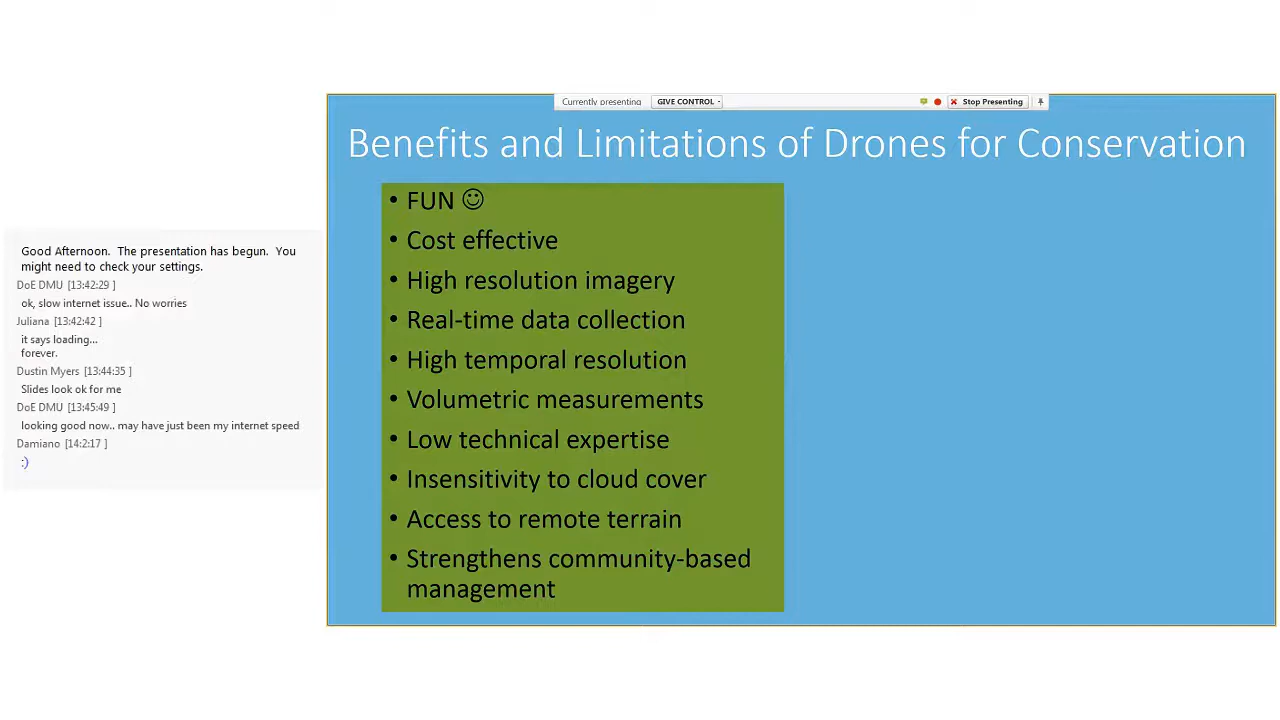 Currently presenting GIVE CONTROL Stop Presenting
Benefits and Limitations of Drones for Conservation
• FUN ☺
• Cost effective
• High resolution imagery
• Real-time data collection
• High temporal resolution
• Volumetric measurements
• Low technical expertise
• Insensitivity to cloud cover
• Access to remote terrain
• Strengthens community-based
management
Good Afternoon. The presentation has begun. You
might need to check your settings.
DoE DMU [13:42:29 ]
ok, slow internet issue.. No worries
Juliana [13:42:42 ]
it says loading...
forever.
Dustin Myers [13:44:35 ]
Slides look ok for me
DoE DMU [13:45:49 ]
looking good now.. may have just been my internet speed
Damiano [14:2:17 ]
:)